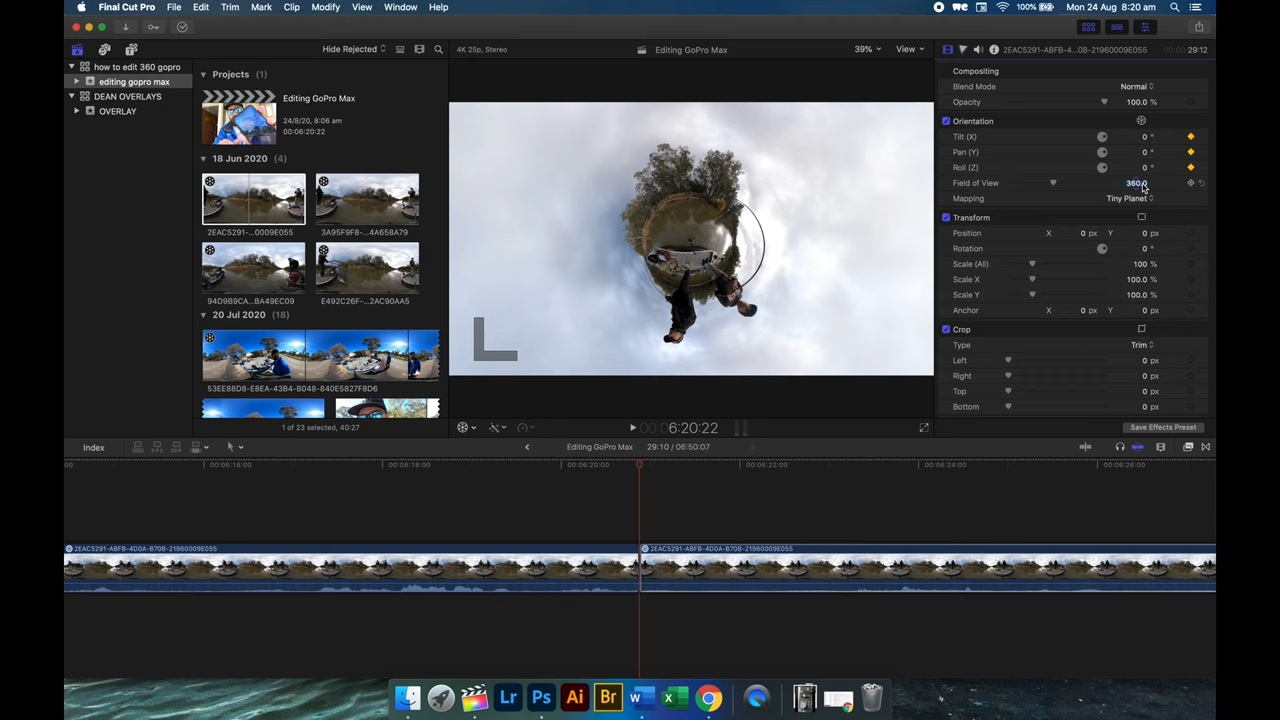 Final Cut Pro File Edit Trim Mark Clip Modify View Window Help 100% Mon 24 Aug 8:20 am
Hide Rejected 4K 25p, Stereo Editing GoPro Max 39% View 2EAC5291-ABFB-4...0B-21960009E055 00:00:29:12
how to edit 360 gopro
editing gopro max
DEAN OVERLAYS
OVERLAY
Projects (1)
Editing GoPro Max
24/8/20, 8:06 am
00:06:20:22
18 Jun 2020 (4)
2EAC5291-...0009E055 3A95F9F8-...4A658A79
94D9B9CA...BA49EC09 E492C26F-...2AC90AA5
20 Jul 2020 (18)
53EE88D8-E8EA-43B4-B048-840E5827F8D6
1 of 23 selected, 40:27
00:00:06:20:22
Compositing
Blend Mode Normal
Opacity 100.0 %
Orientation
Tilt (X) 0 °
Pan (Y) 0 °
Roll (Z) 0 °
Field of View 360.0
Mapping Tiny Planet
Transform
Position X 0 px Y 0 px
Rotation 0 °
Scale (All) 100 %
Scale X 100.0 %
Scale Y 100.0 %
Anchor X 0 px Y 0 px
Crop
Type Trim
Left 0 px
Right 0 px
Top 0 px
Bottom 0 px
Save Effects Preset
Index Editing GoPro Max 29:10 / 06:50:07
00 00:06:16:00 00:06:18:00 00:06:20:00 00:06:22:00 00:06:24:00 00:06:26:00
2EAC5291-ABFB-4D0A-B70B-21960009E055 2EAC5291-ABFB-4D0A-B70B-21960009E055
Lr Ps Ai Br W X